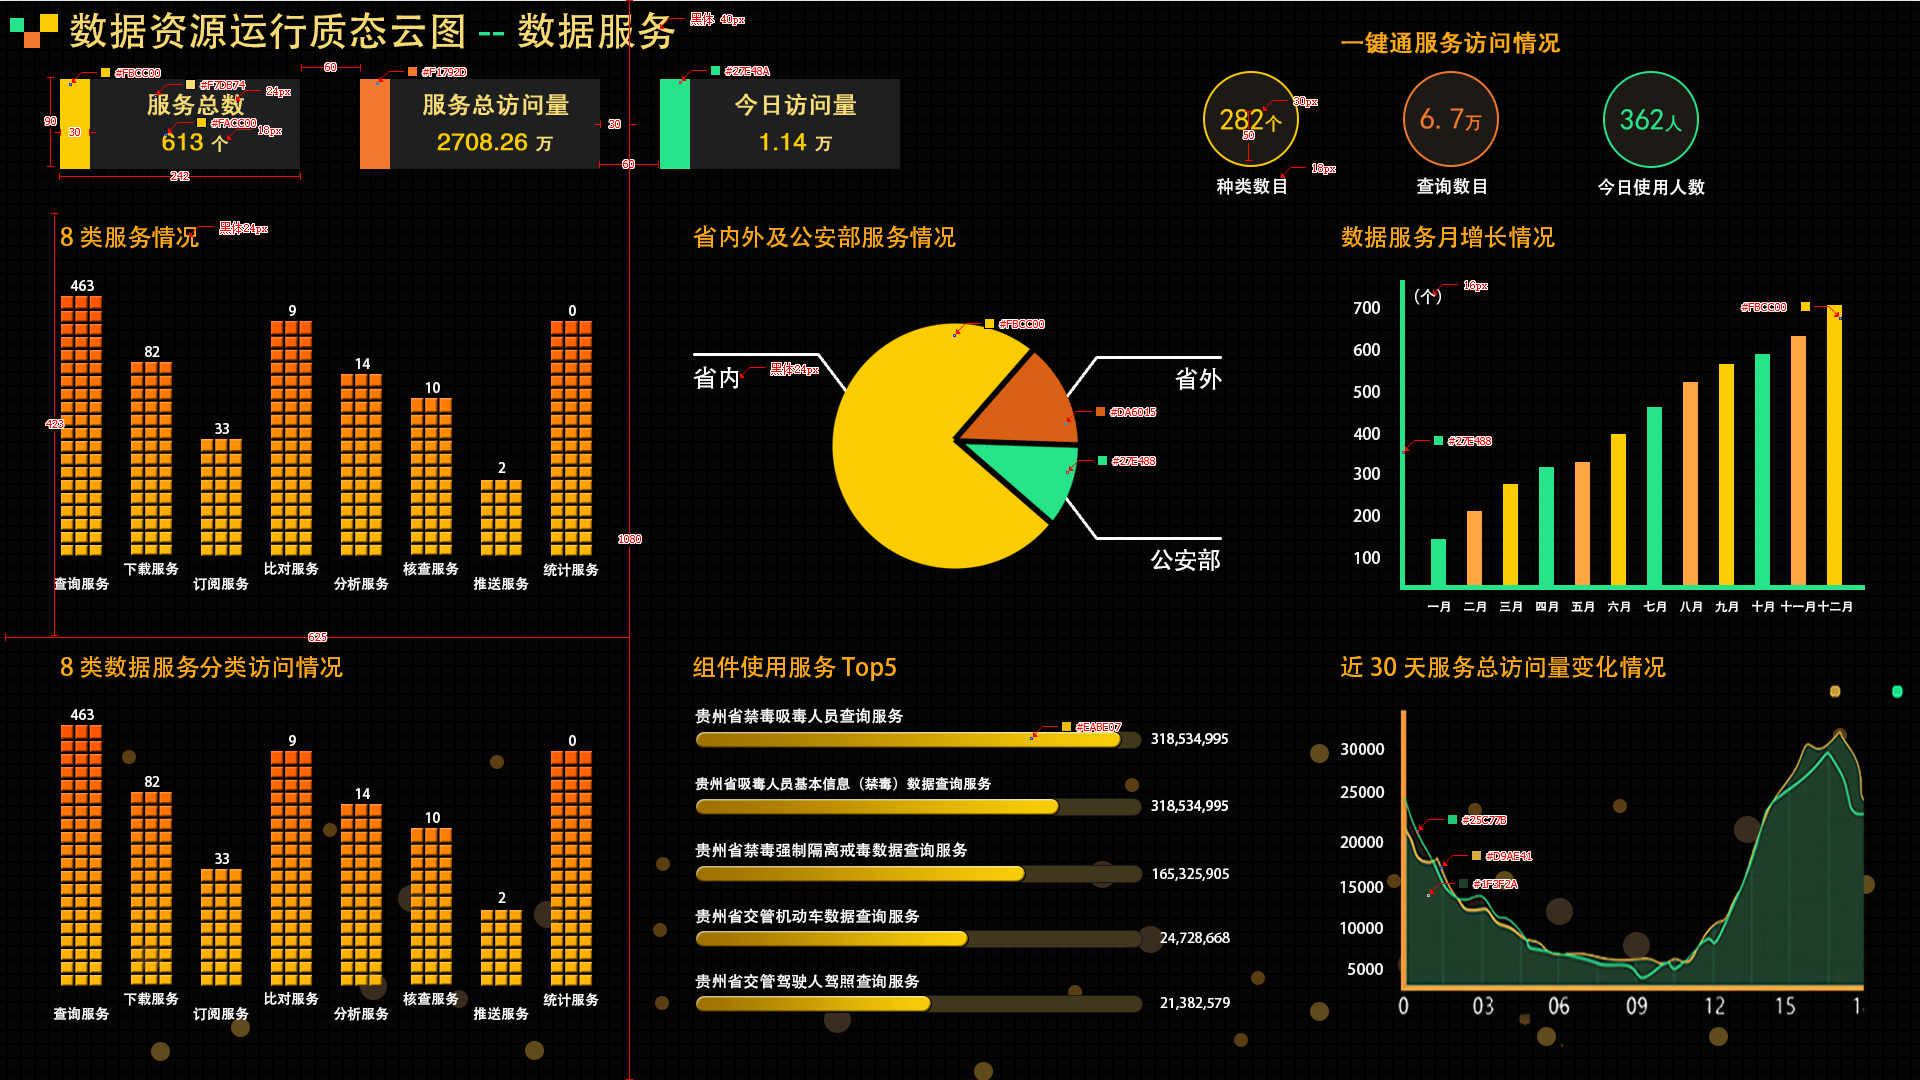 数据资源运行质态云图 -- 数据服务
黑体 40px
一键通服务访问情况
#FBCC00
60
#F1792D
#27E48A
#F7DB74
24px
服务总数
服务总访问量
今日访问量
90
30
#FACC00
18px
30
613 个
2708.26 万
1.14 万
60
242
282个
30px
50
6.7万
362人
18px
种类数目
查询数目
今日使用人数
8 类服务情况
黑体24px
463
82
33
9
14
10
2
0
423
查询服务
下载服务
订阅服务
比对服务
分析服务
核查服务
推送服务
int计服务
1080
625
省内外及公安部服务情况
#FBCC00
省内
黑体24px
省外
#DA6015
#27E488
公安部
数据服务月增长情况
(个)
16px
#FBCC00
#27E488
700
600
500
400
300
200
100
一月 二月 三月 四月 五月 六月 七月 八月 九月 十月 十一月 十二月
8 类数据服务分类访问情况
463
82
33
9
14
10
2
0
查询服务
下载服务
订阅服务
比对服务
分析服务
核查服务
推送服务
统计服务
组件使用服务 Top5
贵州省禁毒吸毒人员查询服务
#EABE07
318,534,995
贵州省吸毒人员基本信息（禁毒）数据查询服务
318,534,995
贵州省禁毒强制隔离戒毒数据查询服务
165,325,905
贵州省交管机动车数据查询服务
24,728,668
贵州省交管驾驶人驾照查询服务
21,382,579
近 30 天服务总访问量变化情况
30000
25000
20000
15000
10000
5000
#25C77B
#D9AE41
#1F3F2A
0 03 06 09 12 15